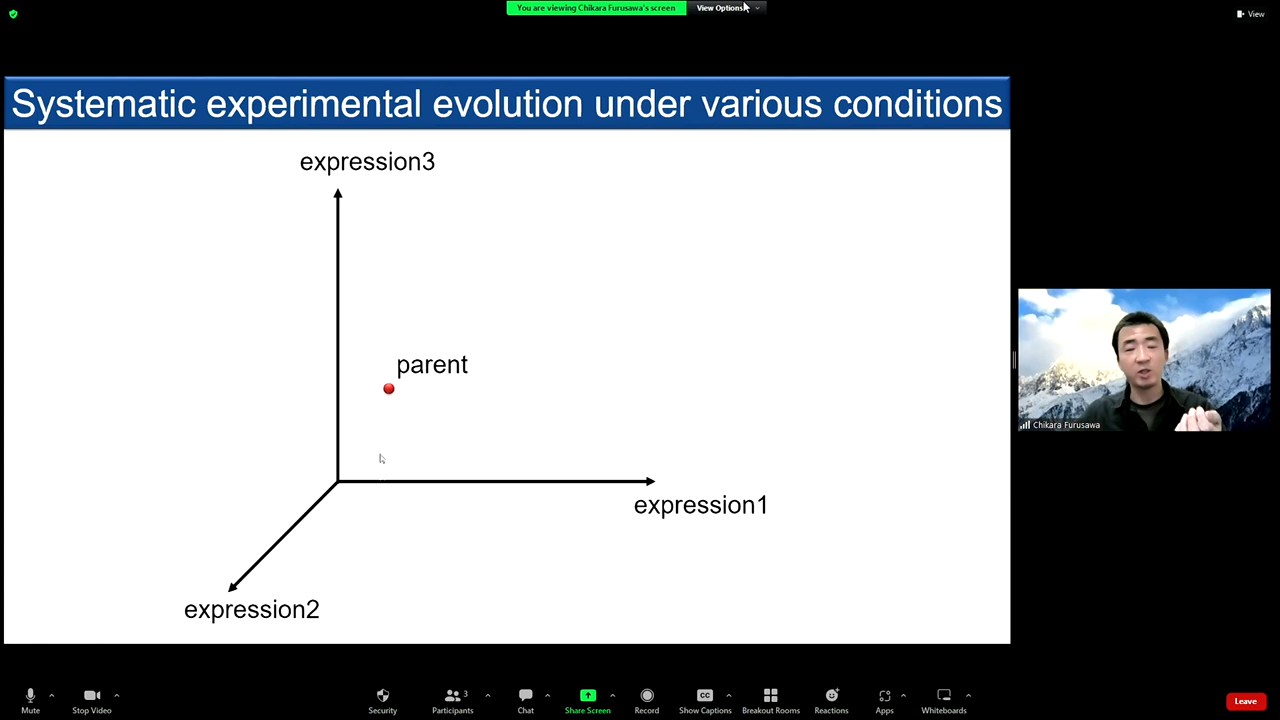 You are viewing Chikara Furusawa's screen
View Options
View
Systematic experimental evolution under various conditions
expression3
parent
expression1
expression2
Chikara Furusawa
Mute
Stop Video
Security
Participants
3
Chat
Share Screen
Record
CC
Show Captions
Breakout Rooms
Reactions
Apps
Whiteboards
Leave